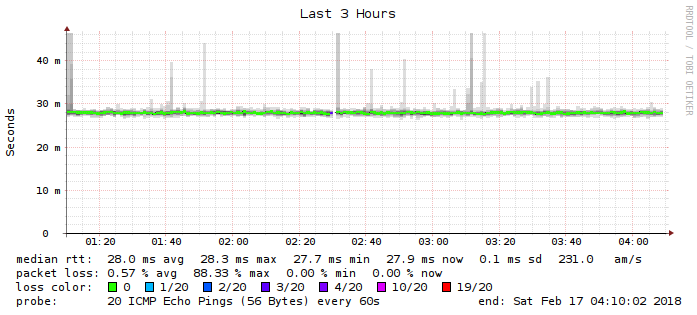 Last 3 Hours
RRDTOOL / TOBI OETIKER
Seconds
40 m
30 m
20 m
10 m
0
01:20 01:40 02:00 02:20 02:40 03:00 03:20 03:40 04:00
median rtt: 28.0 ms avg 28.3 ms max 27.7 ms min 27.9 ms now 0.1 ms sd 231.0 am/s
packet loss: 0.57 % avg 88.33 % max 0.00 % min 0.00 % now
loss color: 0 1/20 2/20 3/20 4/20 10/20 19/20
probe: 20 ICMP Echo Pings (56 Bytes) every 60s end: Sat Feb 17 04:10:02 2018